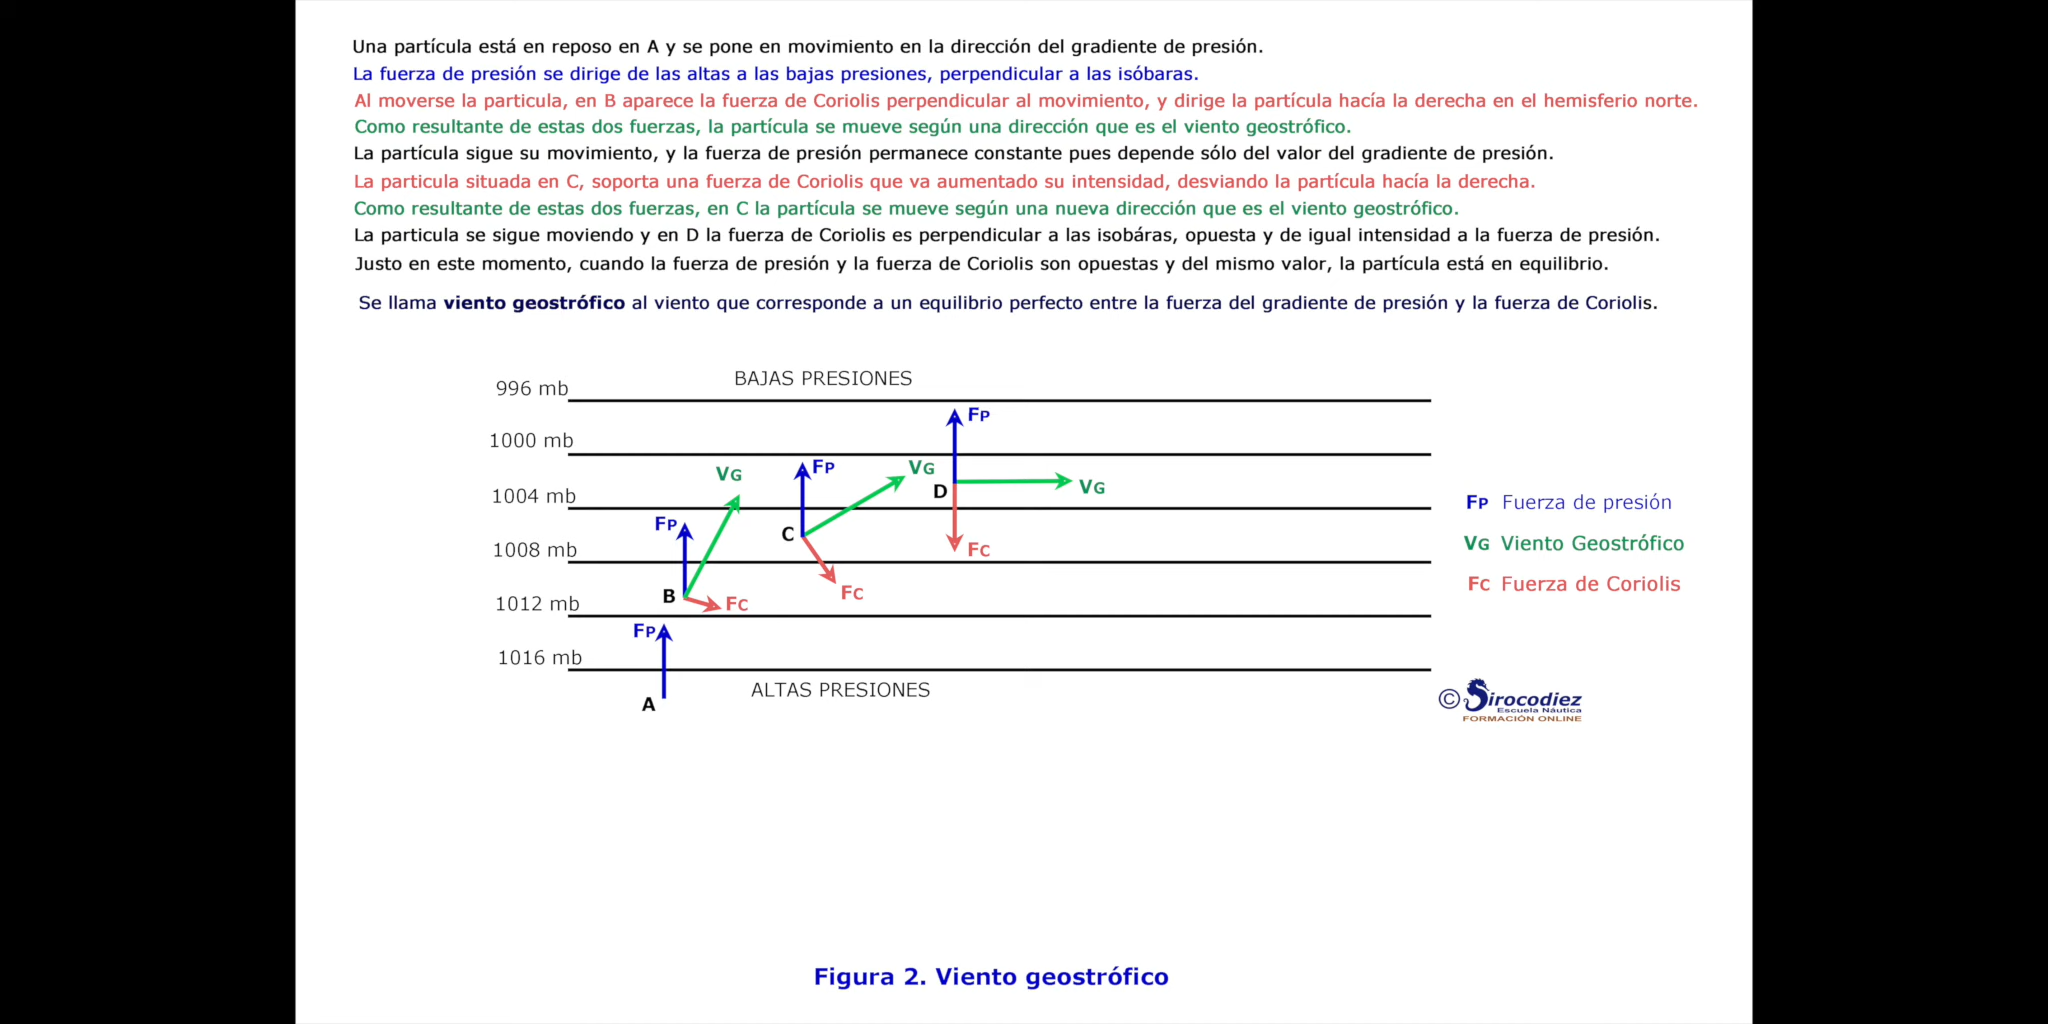 Una partícula está en reposo en A y se pone en movimiento en la dirección del gradiente de presión.
La fuerza de presión se dirige de las altas a las bajas presiones, perpendicular a las isóbaras.
Al moverse la particula, en B aparece la fuerza de Coriolis perpendicular al movimiento, y dirige la partícula hacía la derecha en el hemisferio norte.
Como resultante de estas dos fuerzas, la partícula se mueve según una dirección que es el viento geostrófico.
La partícula sigue su movimiento, y la fuerza de presión permanece constante pues depende sólo del valor del gradiente de presión.
La particula situada en C, soporta una fuerza de Coriolis que va aumentado su intensidad, desviando la partícula hacía la derecha.
Como resultante de estas dos fuerzas, en C la partícula se mueve según una nueva dirección que es el viento geostrófico.
La particula se sigue moviendo y en D la fuerza de Coriolis es perpendicular a las isobáras, opuesta y de igual intensidad a la fuerza de presión.
Justo en este momento, cuando la fuerza de presión y la fuerza de Coriolis son opuestas y del mismo valor, la partícula está en equilibrio.
Se llama viento geostrófico al viento que corresponde a un equilibrio perfecto entre la fuerza del gradiente de presión y la fuerza de Coriolis.
BAJAS PRESIONES
996 mb
FP
1000 mb
VG FP VG
1004 mb D VG
FP Fuerza de presión
FP C
VG Viento Geostrófico
1008 mb FC
FC Fuerza de Coriolis
B FC FC
1012 mb
FP
1016 mb
ALTAS PRESIONES
A
© Sirocodiez
Escuela Náutica
FORMACIÓN ONLINE
Figura 2. Viento geostrófico